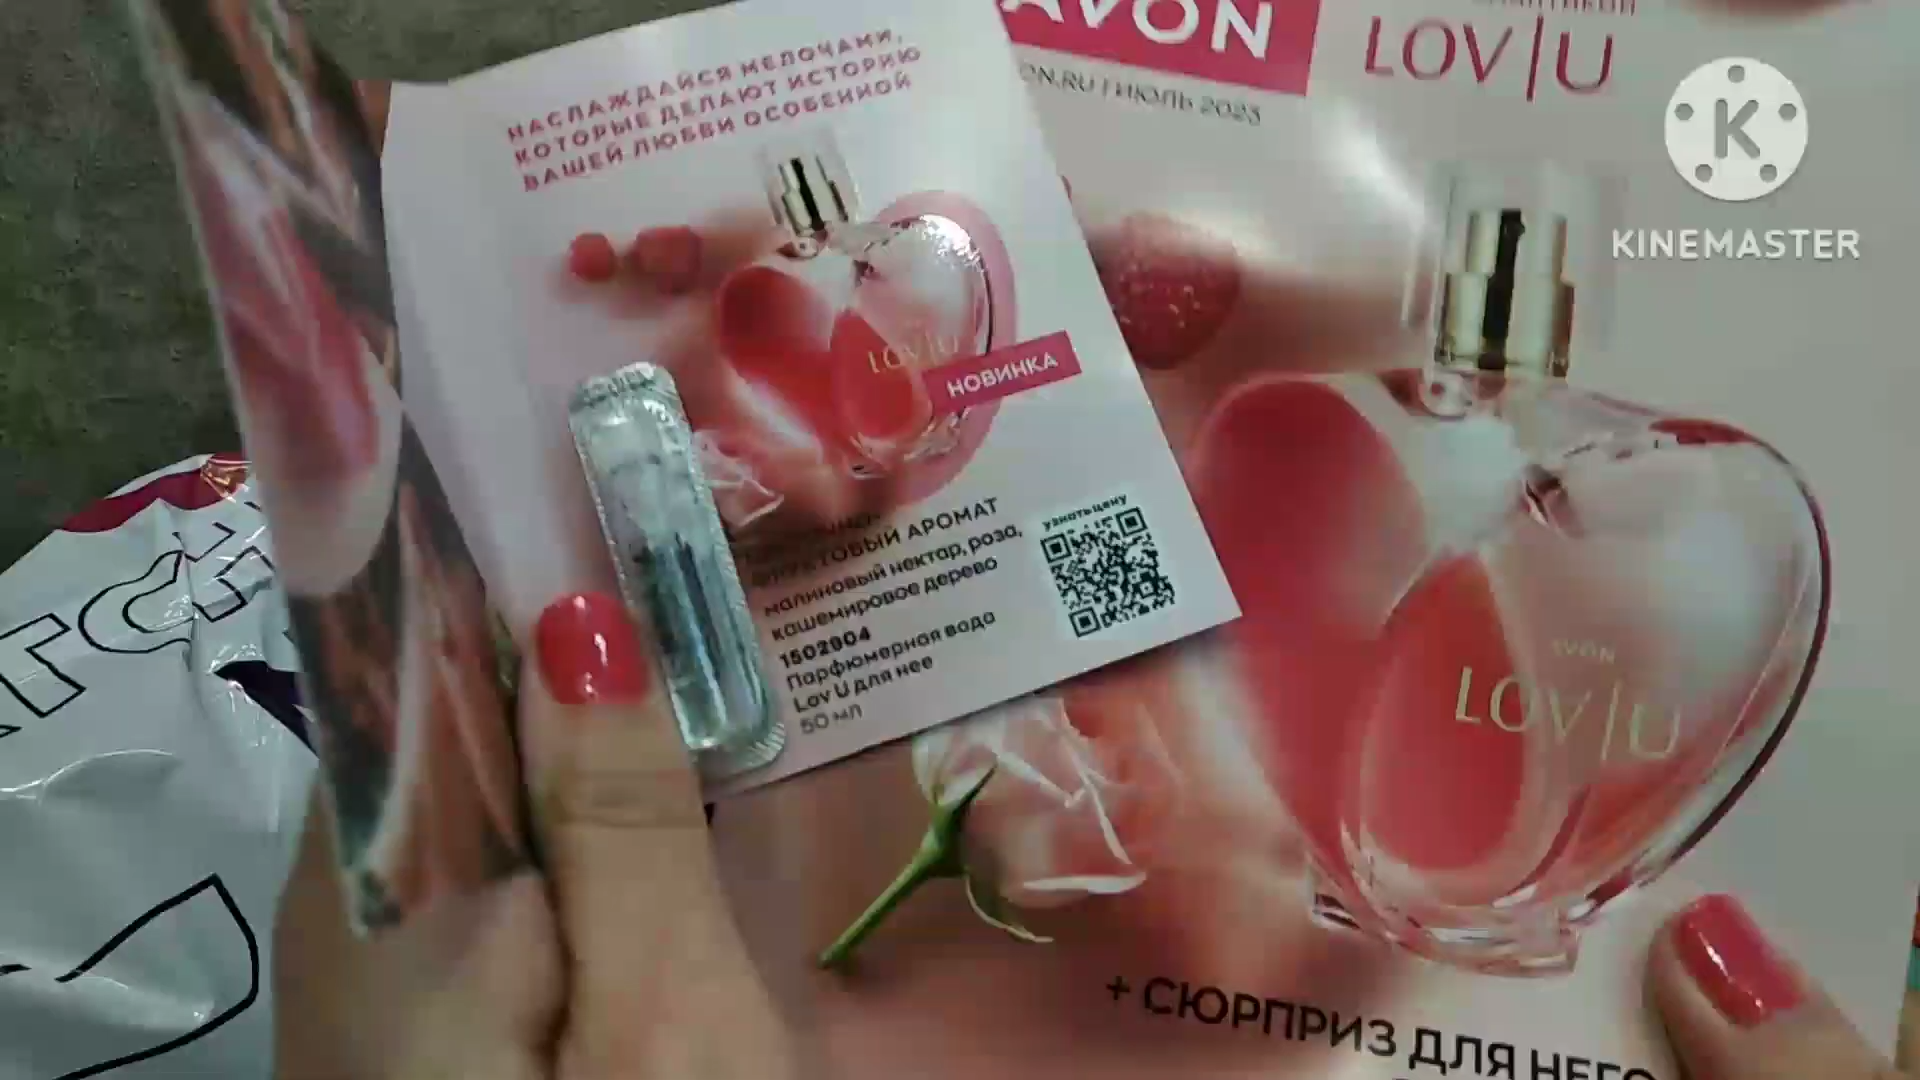 НАСЛАЖДАЙСЯ МЕЛОЧАМИ,
КОТОРЫЕ ДЕЛАЮТ ИСТОРИЮ
ВАШЕЙ ЛЮБВИ ОСОБЕННОЙ
LOV|U
НОВИНКА
АРОМАТ
малиновый нектар, роза,
кашемировое дерево
1502904
Парфюмерная вода
Lov U для нее
50 мл
узнать цену
AVON
ON.RU | ИЮЛЬ 2023
LOV|U
K
KINEMASTER
AVON
LOV|U
+ СЮРПРИЗ ДЛЯ НЕГО